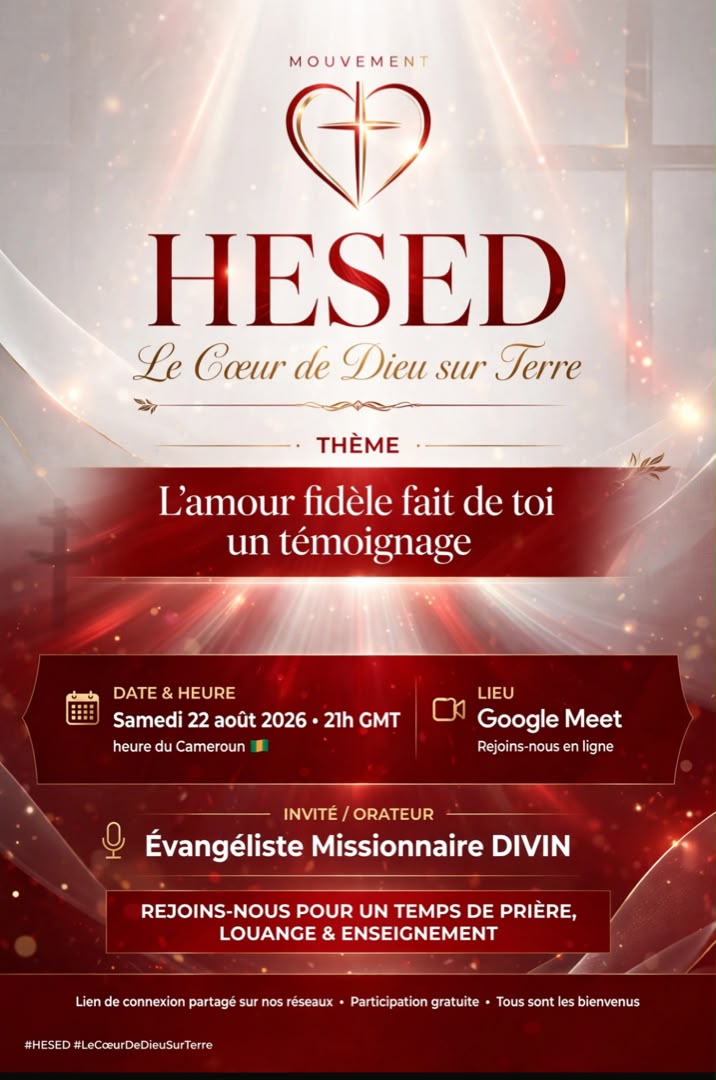 MOUVEMENT
HESED
Le Cœur de Dieu sur Terre
THÈME
L'amour fidèle fait de toi
un témoignage
DATE & HEURE
Samedi 22 août 2026 • 21h GMT
heure du Cameroun
LIEU
Google Meet
Rejoins-nous en ligne
INVITÉ / ORATEUR
Évangéliste Missionnaire DIVIN
REJOINS-NOUS POUR UN TEMPS DE PRIÈRE,
LOUANGE & ENSEIGNEMENT
Lien de connexion partagé sur nos réseaux • Participation gratuite • Tous sont les bienvenus
#HESED #LeCœurDeDieuSurTerre